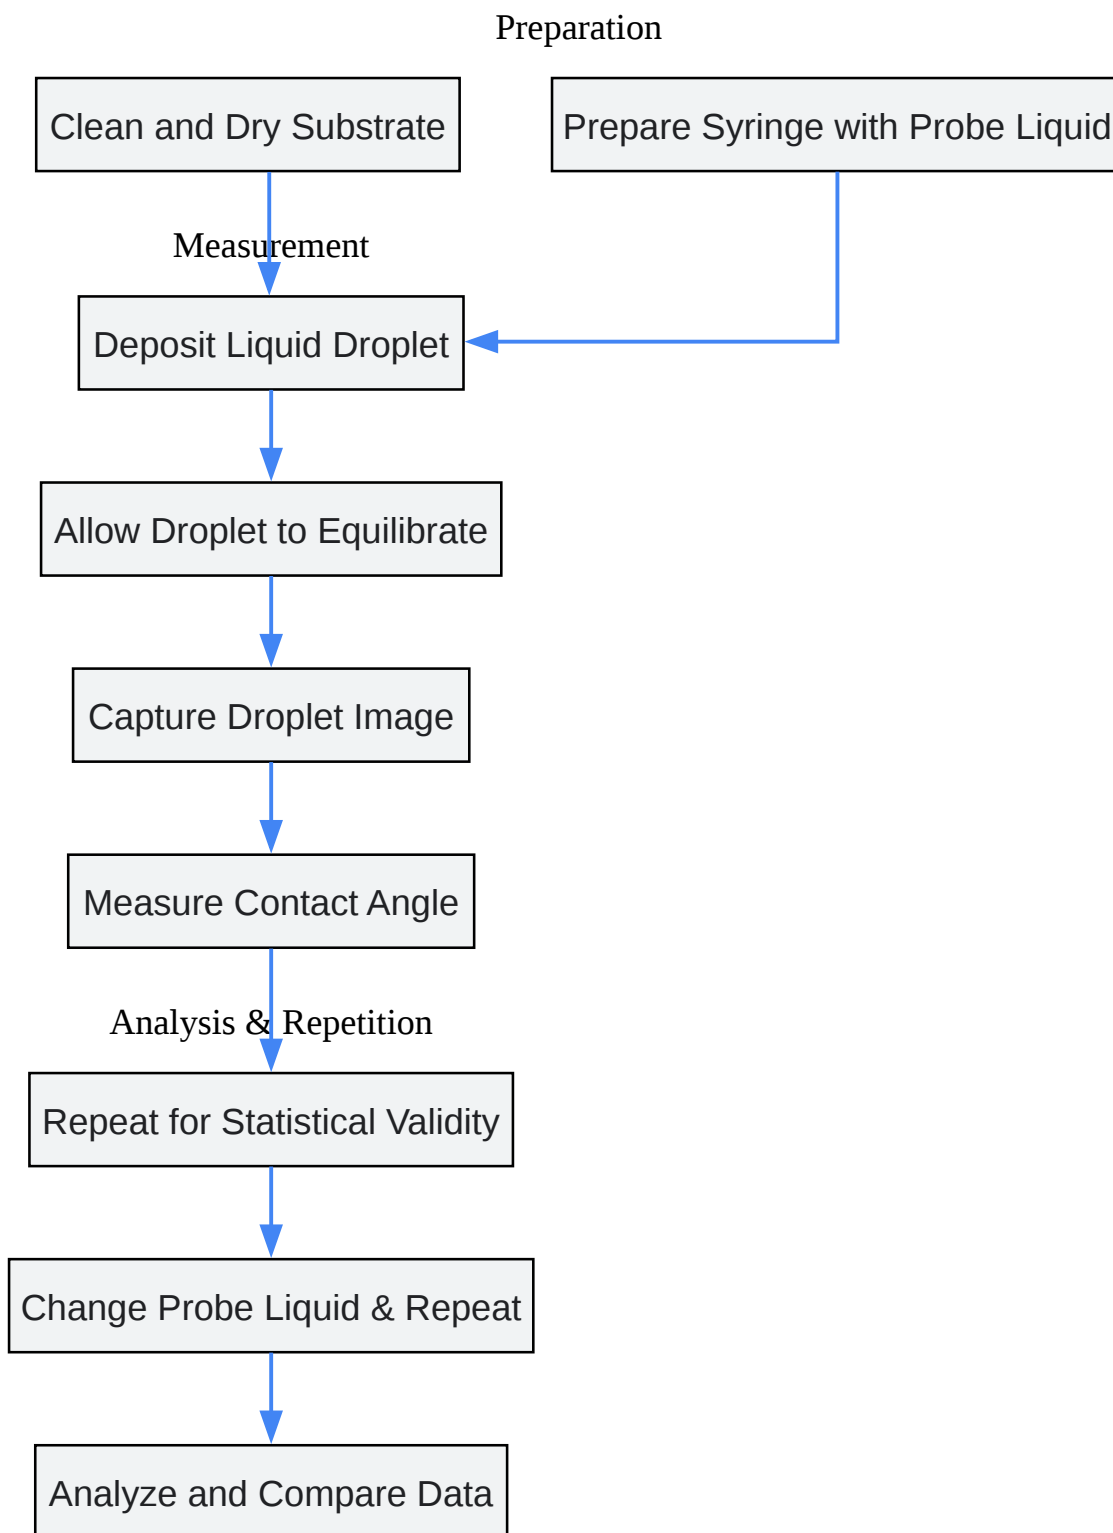 Preparation
Clean and Dry Substrate
Prepare Syringe with Probe Liquid
Measurement
Deposit Liquid Droplet
Allow Droplet to Equilibrate
Capture Droplet Image
Measure Contact Angle
Analysis & Repetition
Repeat for Statistical Validity
Change Probe Liquid & Repeat
Analyze and Compare Data